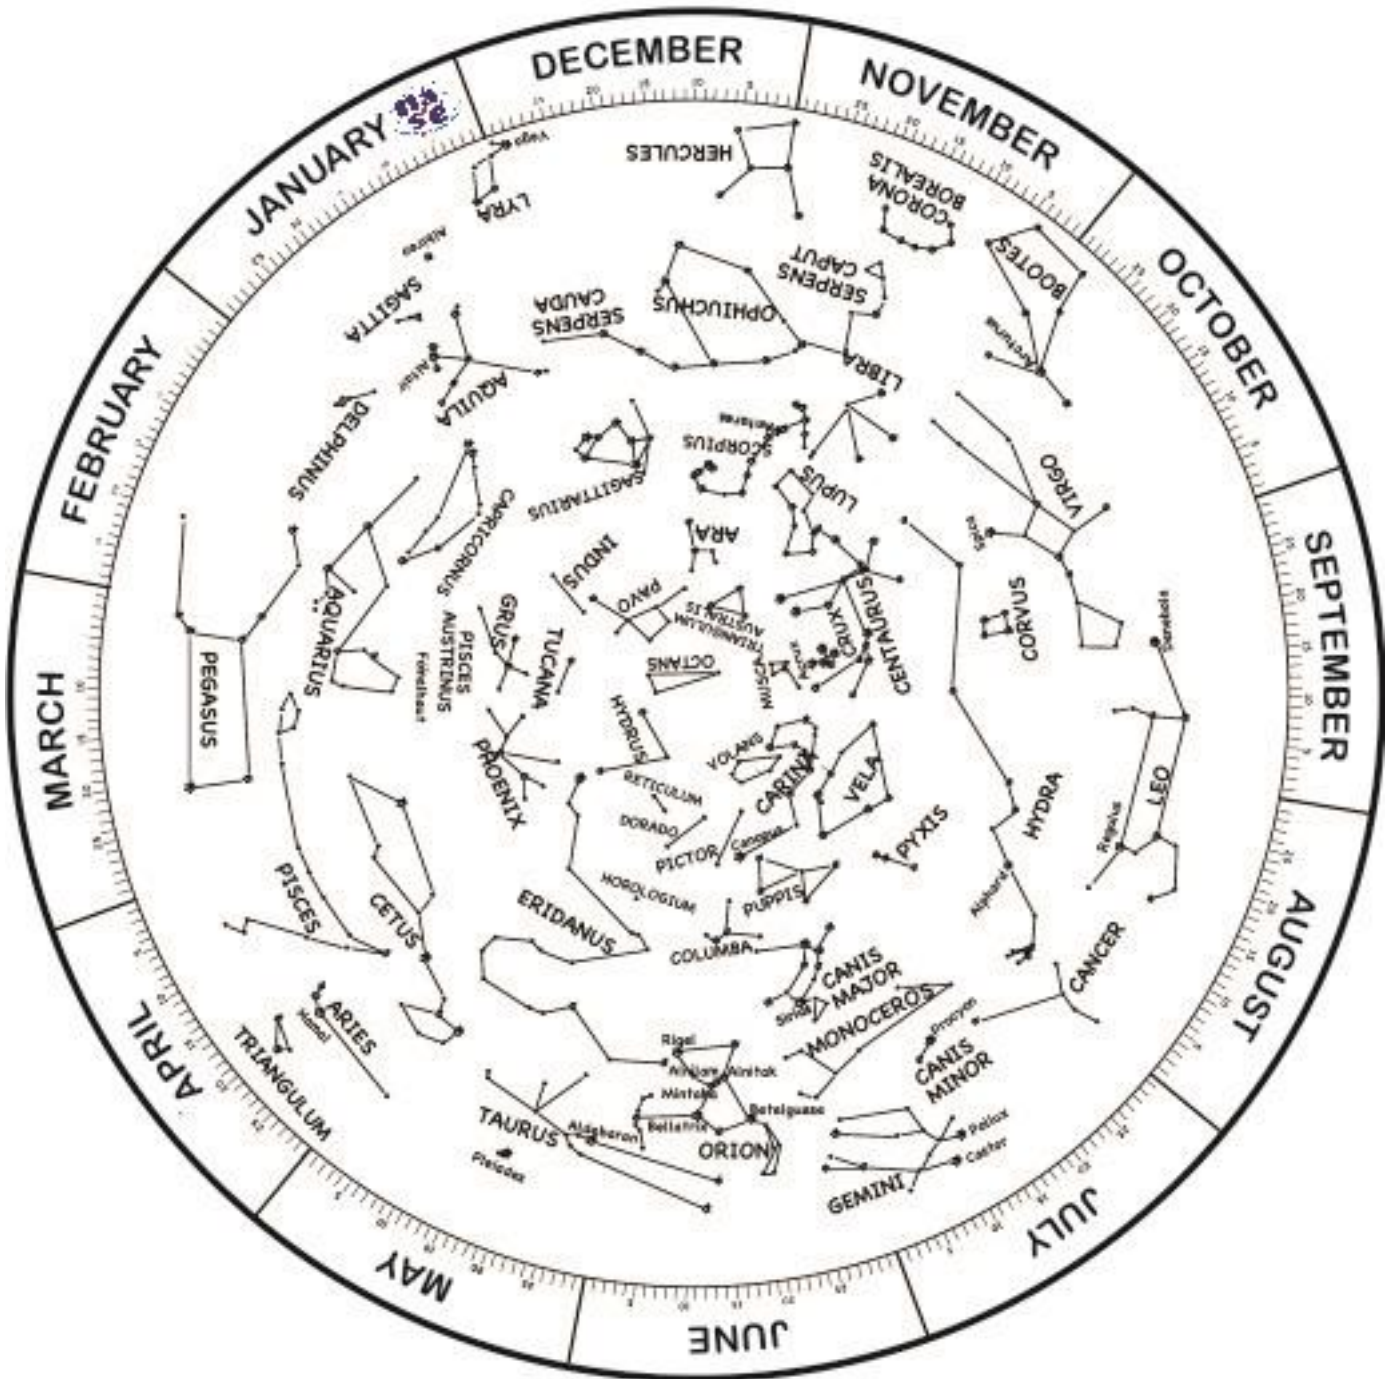 DECEMBER
NOVEMBER
OCTOBER
SEPTEMBER
AUGUST
JULY
JUNE
MAY
APRIL
MARCH
FEBRUARY
JANUARY
nase
Vega
LYRA
HERCULES
CORONA
BOREALIS
BOOTES
Arcturus
Albireo
SAGITTA
SERPENS
CAUDA
OPHIUCHUS
SERPENS
CAPUT
Altair
AQUILA
DELPHINUS
LIBRA
Antares
SCORPIUS
SAGITTARIUS
CAPRICORNUS
LUPUS
VIRGO
Spica
ARA
INDUS
PAVO
TRIANGULUM
AUSTRALIS
AQUARIUS
GRUS
PISCES
AUSTRINUS
Fomalhaut
TUCANA
OCTANS
MUSCA
CRUX
CENTAURUS
CORVUS
Denebola
PEGASUS
PHOENIX
HYDRUS
RETICULUM
DORADO
PICTOR
VOLANS
CARINA
Canopus
VELA
PYXIS
HYDRA
Alphard
LEO
Regulus
PISCES
CETUS
ERIDANUS
HOROLOGIUM
COLUMBA
PUPPIS
CANIS
MAJOR
Sirius
MONOCEROS
Procyon
CANIS
MINOR
CANCER
ARIES
Hamal
TRIANGULUM
Rigel
Alnilam
Alnitak
Mintaka
Bellatrix
Betelguese
ORION
TAURUS
Aldebaran
Pleiades
GEMINI
Pollux
Castor